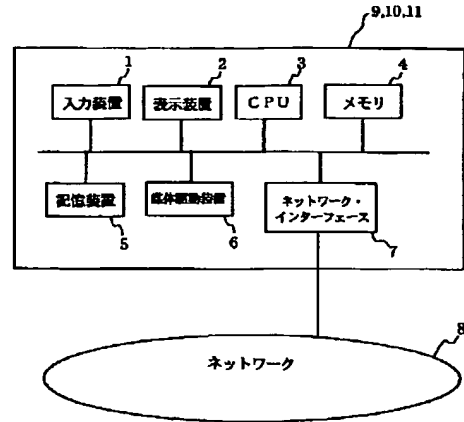 9,10,11
1
2
3
4
入力装置
表示装置
CPU
メモリ
記憶装置
媒体駆動装置
ネットワーク・
インターフェース
5
6
7
8
ネットワーク